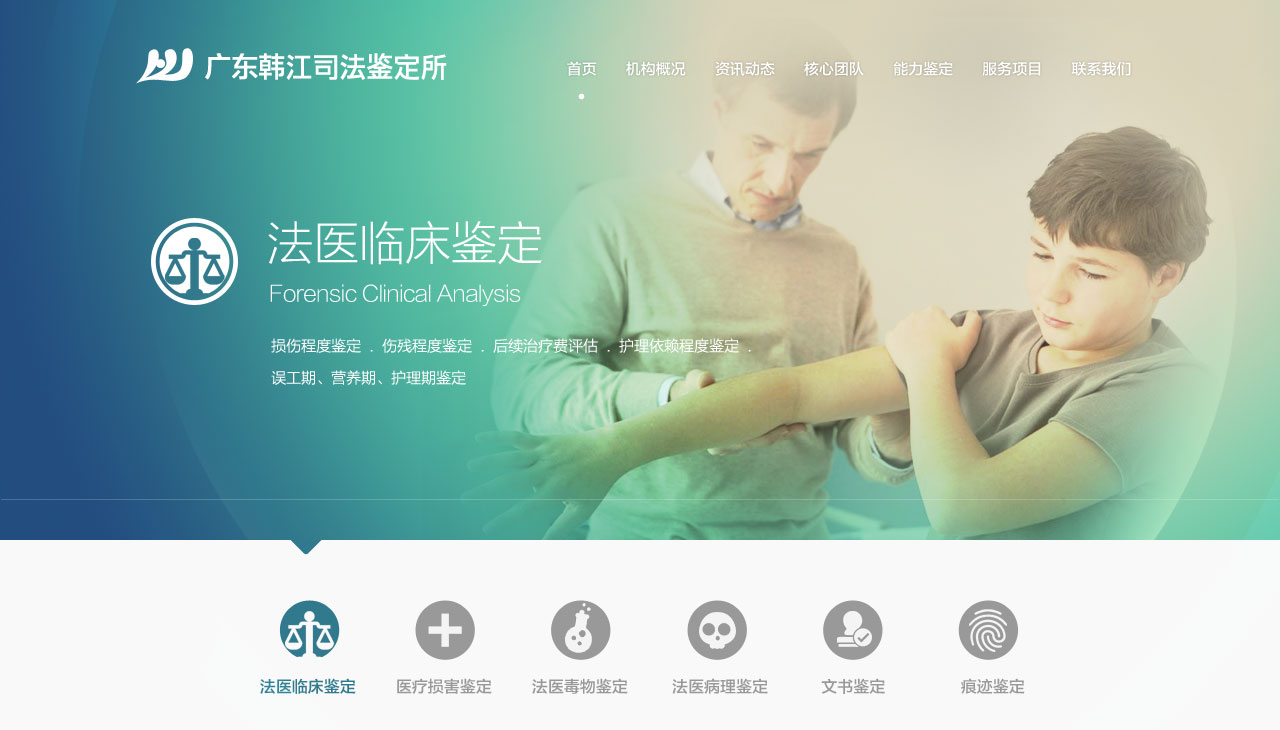 广东韩江司法鉴定所
首页 机构概况 资讯动态 核心团队 能力鉴定 服务项目 联系我们
法医临床鉴定
Forensic Clinical Analysis
损伤程度鉴定 . 伤残程度鉴定 . 后续治疗费评估 . 护理依赖程度鉴定 .
误工期、营养期、护理期鉴定
法医临床鉴定 医疗损害鉴定 法医毒物鉴定 法医病理鉴定 文书鉴定 痕迹鉴定